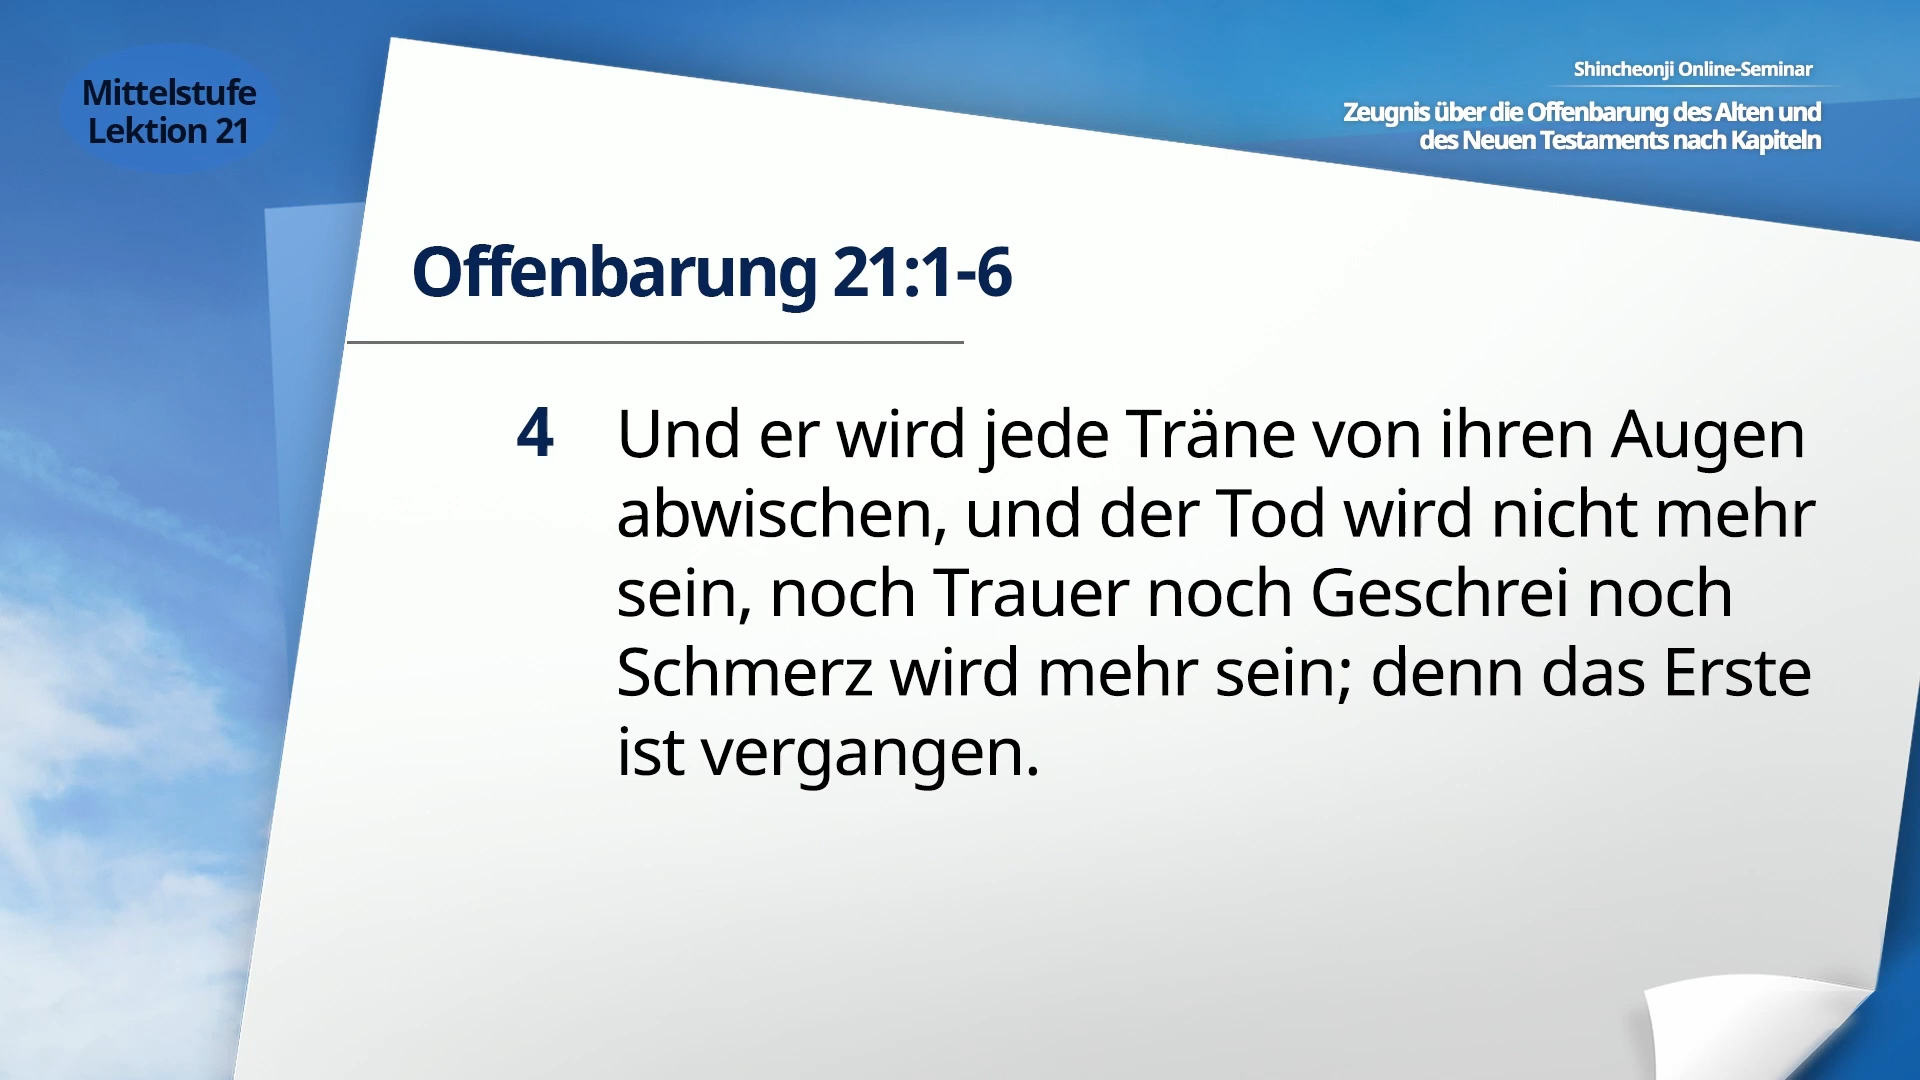 Mittelstufe
Lektion 21
Shincheonji Online-Seminar
Zeugnis über die Offenbarung des Alten und
des Neuen Testaments nach Kapiteln
Offenbarung 21:1-6
4 Und er wird jede Träne von ihren Augen
abwischen, und der Tod wird nicht mehr
sein, noch Trauer noch Geschrei noch
Schmerz wird mehr sein; denn das Erste
ist vergangen.